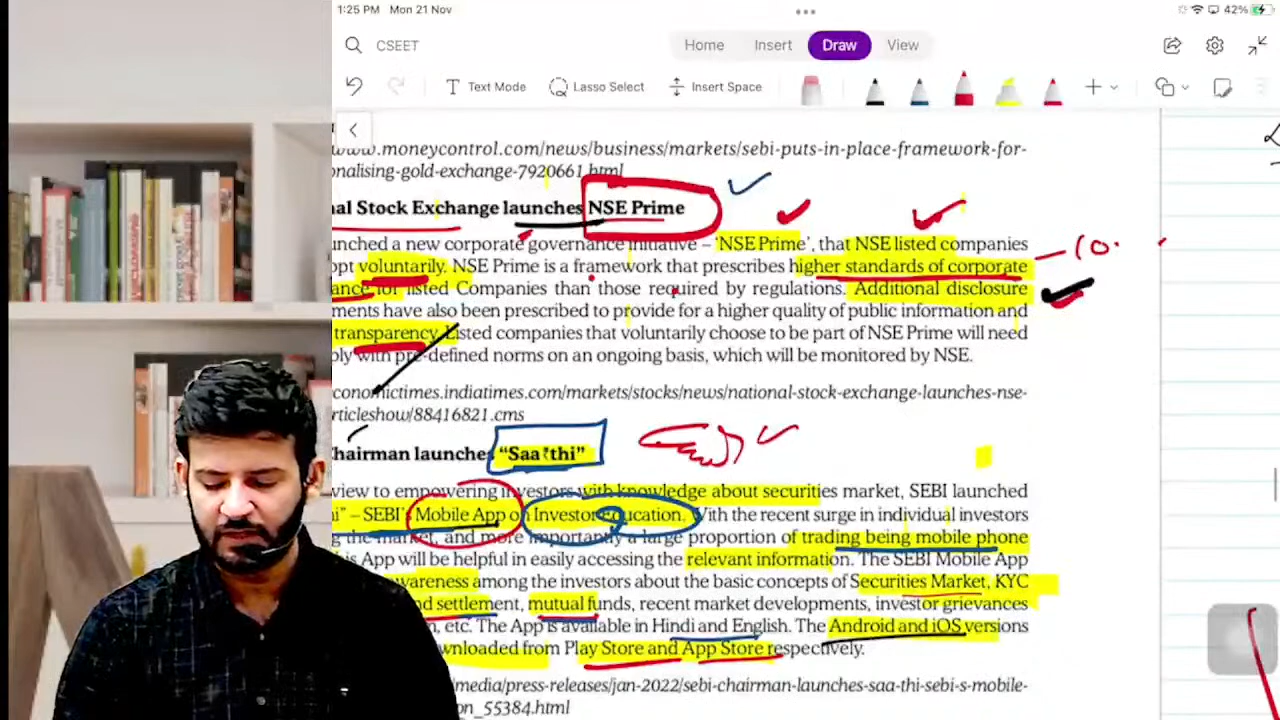 1:25 PM Mon 21 Nov
42%
CSEET
Home Insert Draw View
Text Mode Lasso Select Insert Space
www.moneycontrol.com/news/business/markets/sebi-puts-in-place-framework-for-
onalising-gold-exchange-7920661.html
nal Stock Exchange launches NSE Prime
unched a new corporate governance initiative – ‘NSE Prime’, that NSE listed companies
opt voluntarily. NSE Prime is a framework that prescribes higher standards of corporate
ance for listed Companies than those required by regulations. Additional disclosure
ments have also been prescribed to provide for a higher quality of public information and
transparency. Listed companies that voluntarily choose to be part of NSE Prime will need
ply with pre-defined norms on an ongoing basis, which will be monitored by NSE.
conomictimes.indiatimes.com/markets/stocks/news/national-stock-exchange-launches-nse-
rticleshow/88416821.cms
Chairman launches “Saa₹thi”
view to empowering investors with knowledge about securities market, SEBI launched
hi” – SEBI’s Mobile App on Investor Education. With the recent surge in individual investors
g the market, and more importantly a large proportion of trading being mobile phone
is App will be helpful in easily accessing the relevant information. The SEBI Mobile App
wareness among the investors about the basic concepts of Securities Market, KYC
nd settlement, mutual funds, recent market developments, investor grievances
etc. The App is available in Hindi and English. The Android and iOS versions
wnloaded from Play Store and App Store respectively.
media/press-releases/jan-2022/sebi-chairman-launches-saa-thi-sebi-s-mobile-
on_55384.html